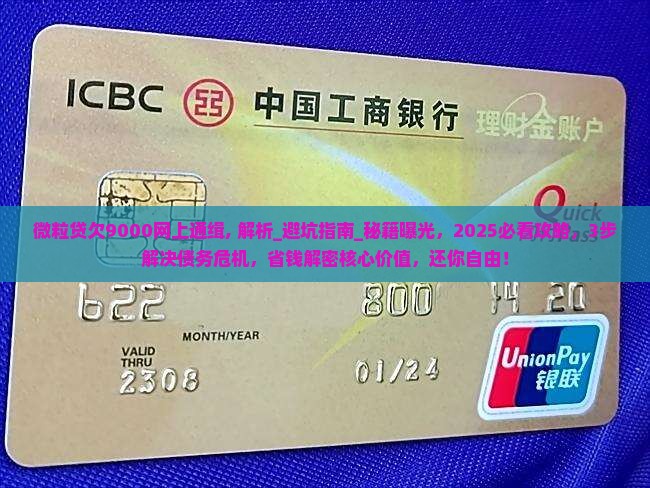 ICBC 中国工商银行
理财金账户
Quick
微粒贷欠9000网上通缉, 解析_避坑指南_秘籍曝光，2025必看攻略，3步
解决债务危机，省钱解密核心价值，还你自由！
622 800 14 20
MONTH/YEAR
VALID
THRU
2308 01/24
UnionPay
银联